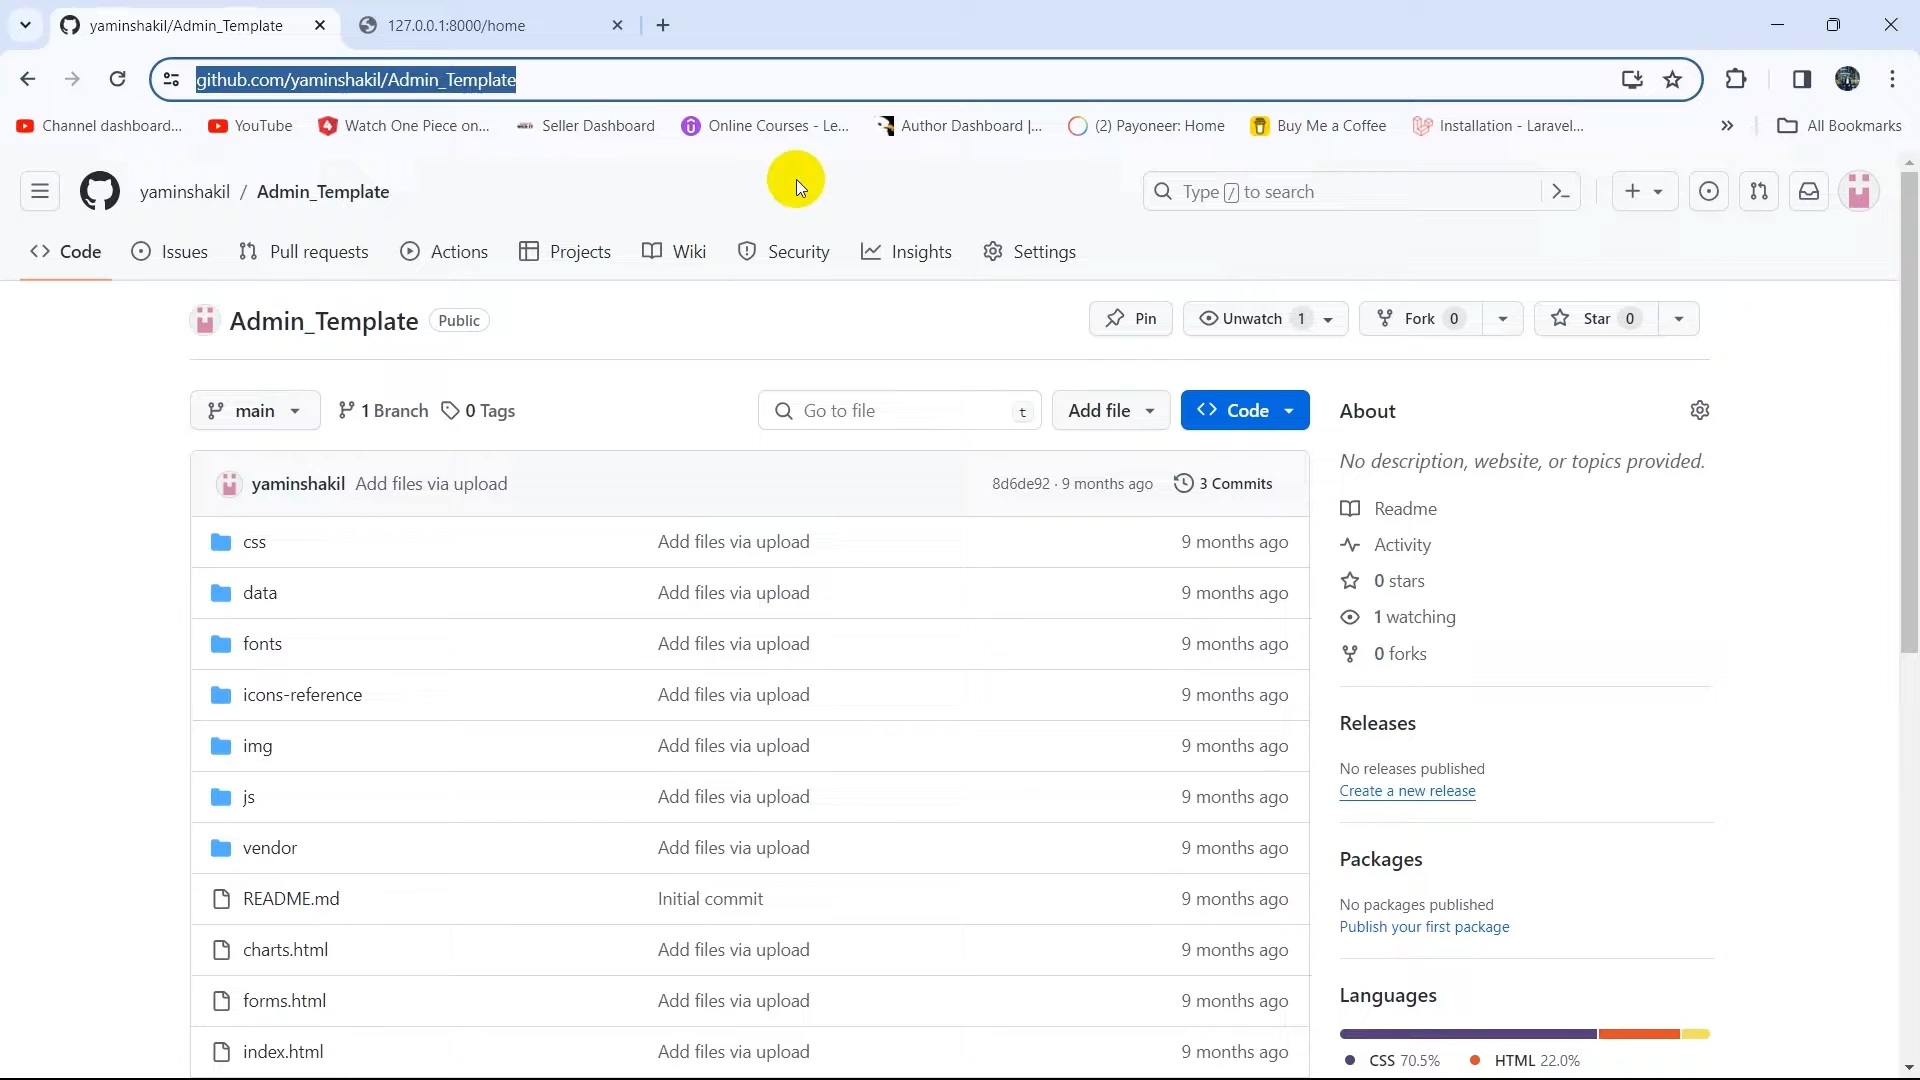 yaminshakil/Admin_Template
127.0.0.1:8000/home
github.com/yaminshakil/Admin_Template
Channel dashboard...
YouTube
Watch One Piece on...
Seller Dashboard
Online Courses - Le...
Author Dashboard |...
(2) Payoneer: Home
Buy Me a Coffee
Installation - Laravel...
All Bookmarks
yaminshakil / Admin_Template
Type / to search
Code
Issues
Pull requests
Actions
Projects
Wiki
Security
Insights
Settings
Admin_Template Public
Pin
Unwatch 1
Fork 0
Star 0
main
1 Branch
0 Tags
Go to file t
Add file
Code
yaminshakil Add files via upload 8d6de92 · 9 months ago 3 Commits
css Add files via upload 9 months ago
data Add files via upload 9 months ago
fonts Add files via upload 9 months ago
icons-reference Add files via upload 9 months ago
img Add files via upload 9 months ago
js Add files via upload 9 months ago
vendor Add files via upload 9 months ago
README.md Initial commit 9 months ago
charts.html Add files via upload 9 months ago
forms.html Add files via upload 9 months ago
index.html Add files via upload 9 months ago
About
No description, website, or topics provided.
Readme
Activity
0 stars
1 watching
0 forks
Releases
No releases published
Create a new release
Packages
No packages published
Publish your first package
Languages
CSS 70.5% HTML 22.0%